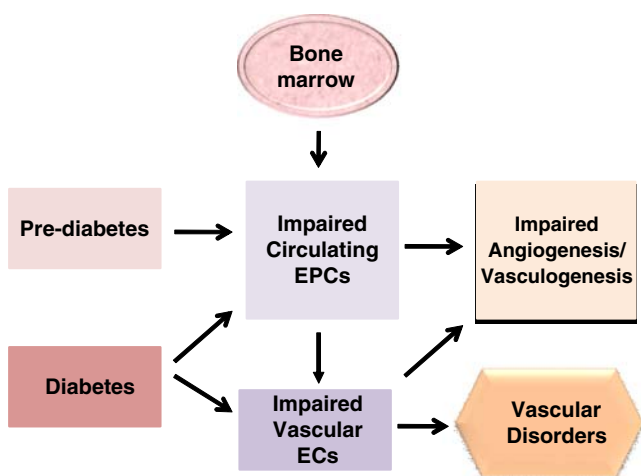 Bone
marrow
Pre-diabetes
Impaired
Circulating
EPCs
Impaired
Angiogenesis/
Vasculogenesis
Diabetes
Impaired
Vascular
ECs
Vascular
Disorders